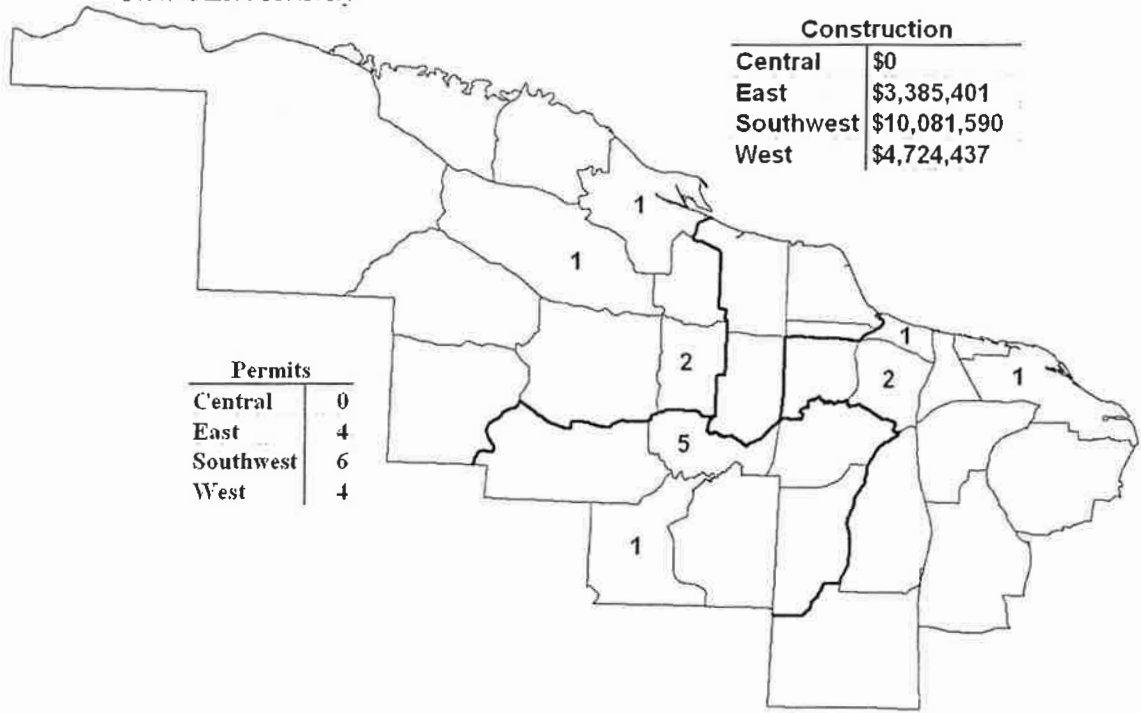 Construction
Central $0
East $3,385,401
Southwest $10,081,590
West $4,724,437
1
1
1
2
2
1
Permits
Central 0
East 4
Southwest 6
West 4
5
1